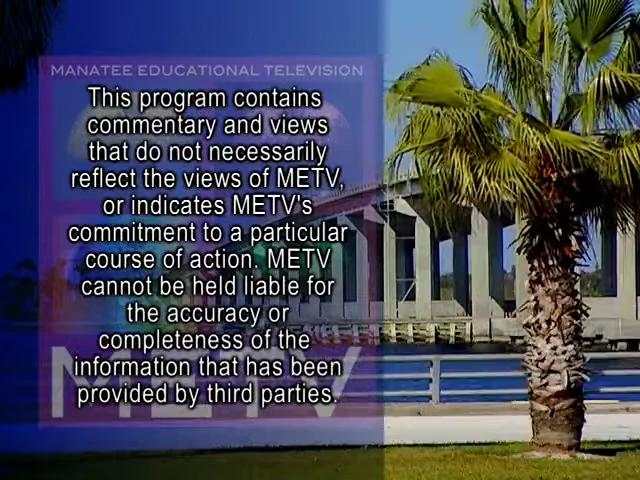 MANATEE EDUCATIONAL TELEVISION
This program contains
commentary and views
that do not necessarily
reflect the views of METV,
or indicates METV's
commitment to a particular
course of action. METV
cannot be held liable for
the accuracy or
completeness of the
information that has been
provided by third parties.
METV